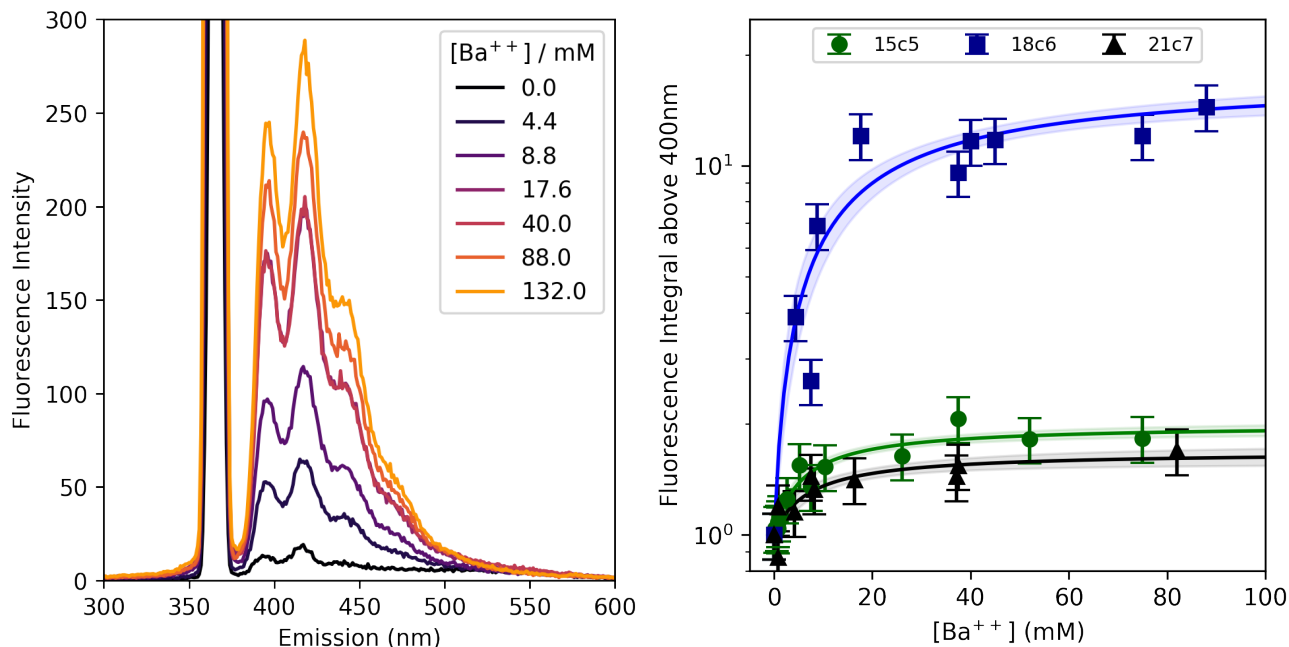 Fluorescence Intensity
300
250
200
150
100
50
0
[Ba++] / mM
0.0
4.4
8.8
17.6
40.0
88.0
132.0
300 350 400 450 500 550 600
Emission (nm)
Fluorescence Integral above 400nm
15c5 18c6 21c7
10¹
10⁰
0 20 40 60 80 100
[Ba++] (mM)